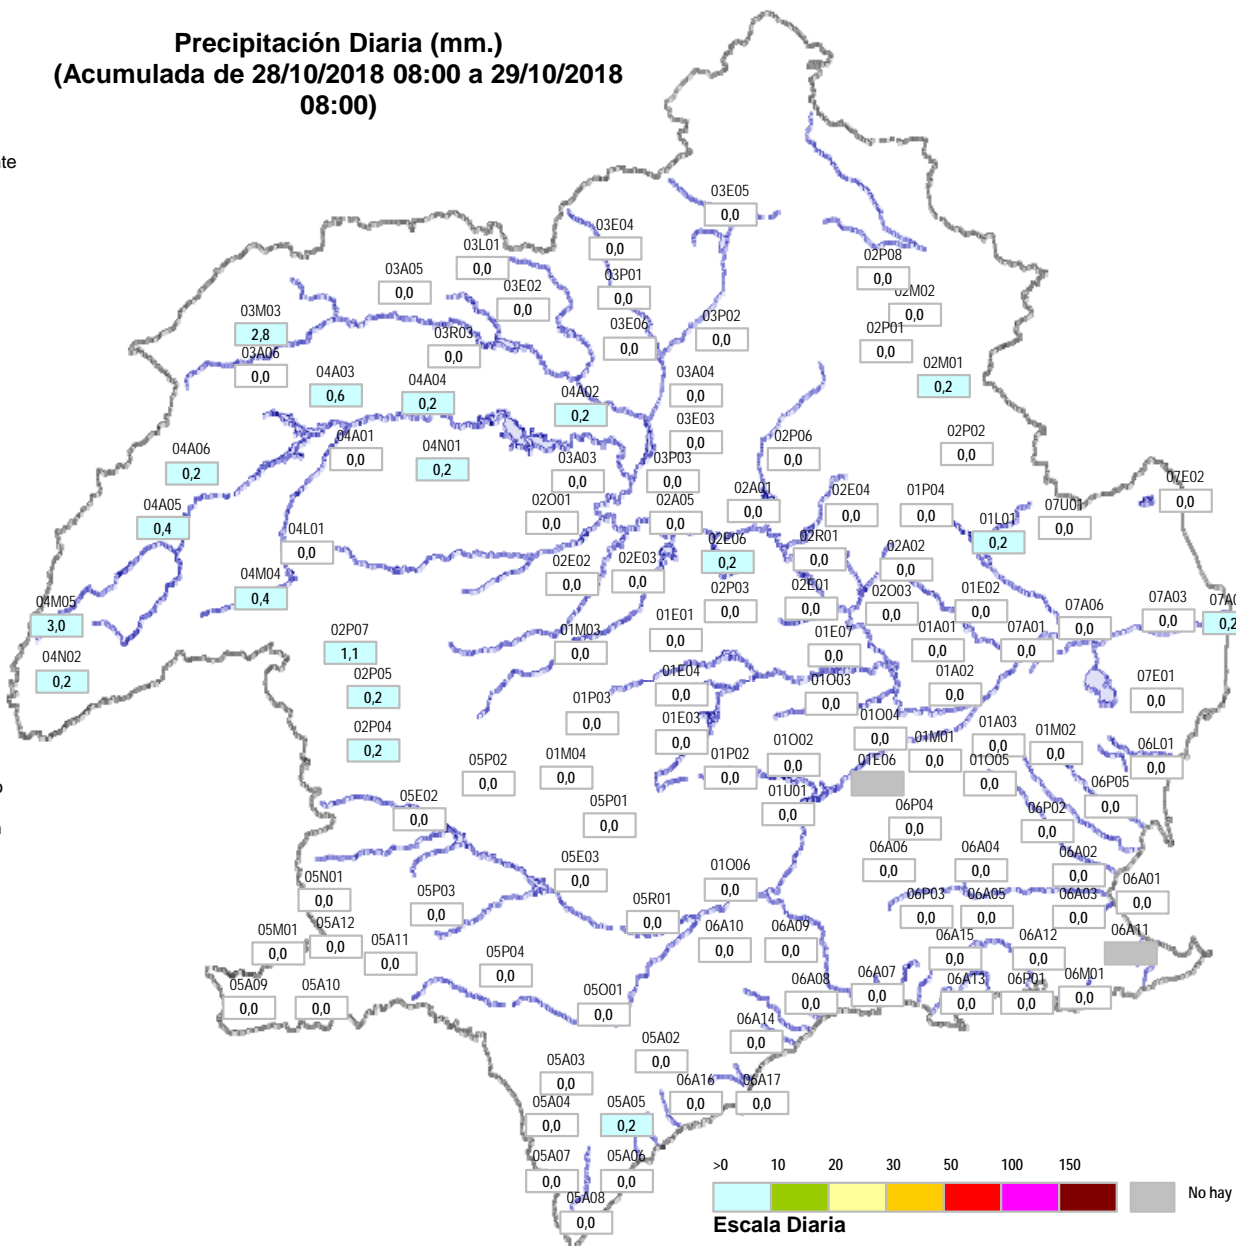 Precipitación Diaria (mm.)
(Acumulada de 28/10/2018 08:00 a 29/10/2018
08:00)
nte
03E05
0,0
03E04
0,0
03L01
0,0
02P08
0,0
03A05
0,0
03P01
0,0
03E02
0,0
02M02
0,0
03M03
2,8
03P02
0,0
03E06
0,0
02P01
0,0
03R03
0,0
03A06
0,0
02M01
0,2
04A03
0,6
04A04
0,2
03A04
0,0
04A02
0,2
03E03
0,0
04A01
0,0
02P02
0,0
04A06
0,2
04N01
0,2
02P06
0,0
03A03
0,0
03P03
0,0
07E02
0,0
04A05
0,4
02O01
0,0
02A05
0,0
02A01
0,0
02E04
0,0
01P04
0,0
07U01
0,0
01L01
0,2
04L01
0,0
02E06
0,2
02R01
0,0
02A02
0,0
02E02
0,0
02E03
0,0
04M04
0,4
02P03
0,0
02E01
0,0
02O03
0,0
01E02
0,0
04M05
3,0
07A06
0,0
07A03
0,0
07A0
0,2
01E01
0,0
02P07
1,1
01M03
0,0
01E07
0,0
01A01
0,0
07A01
0,0
04N02
0,2
02P05
0,2
01E04
0,0
01O03
0,0
01A02
0,0
07E01
0,0
01P03
0,0
01E03
0,0
01O04
0,0
02P04
0,2
01A03
0,0
01M02
0,0
01M01
0,0
06L01
0,0
05P02
0,0
01M04
0,0
01P02
0,0
01O02
0,0
01E06
01O05
0,0
o
05E02
0,0
05P01
0,0
01U01
0,0
06P04
0,0
06P02
0,0
06P05
0,0
05E03
0,0
06A06
0,0
06A04
0,0
06A02
0,0
05N01
0,0
01O06
0,0
06A01
0,0
05P03
0,0
05R01
0,0
06P03
0,0
06A05
0,0
06A03
0,0
05M01
0,0
05A12
0,0
05A11
0,0
06A10
0,0
06A09
0,0
06A15
0,0
06A12
0,0
06A11
05P04
0,0
05A09
0,0
05A10
0,0
05O01
0,0
06A08
0,0
06A07
0,0
06A13
0,0
06P01
0,0
06M01
0,0
06A14
0,0
05A02
0,0
05A03
0,0
06A16
0,0
06A17
0,0
05A04
0,0
05A05
0,2
05A07
0,0
05A06
0,0
05A08
0,0
>0 10 20 30 50 100 150
No hay
Escala Diaria